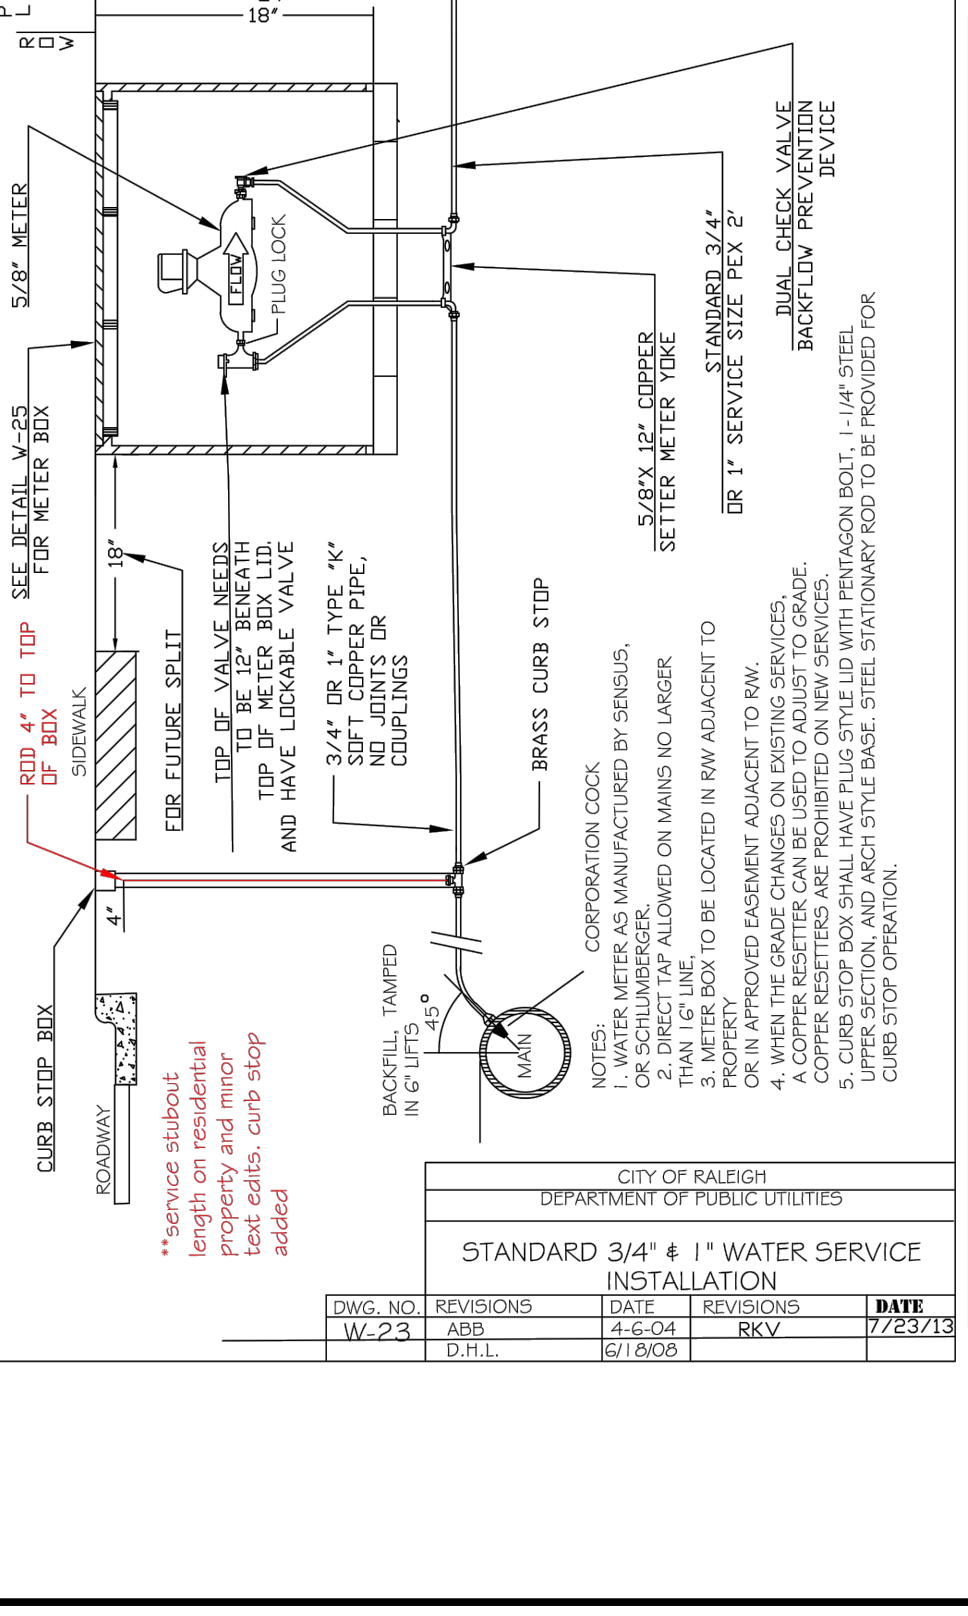 P
L
R
O
W
18"
5/8" METER
SEE DETAIL W-25
FOR METER BOX
ROD 4" TO TOP
OF BOX
SIDEWALK
CURB STOP BOX
ROADWAY
4"
18"
FOR FUTURE SPLIT
TOP OF VALVE NEEDS
TO BE 12" BENEATH
TOP OF METER BOX LID.
AND HAVE LOCKABLE VALVE
FLOW
PLUG LOCK
3/4" OR 1" TYPE "K"
SOFT COPPER PIPE,
NO JOINTS OR
COUPLINGS
BRASS CURB STOP
5/8"X 12" COPPER
SETTER METER YOKE
STANDARD 3/4"
OR 1" SERVICE SIZE PEX 2'
DUAL CHECK VALVE
BACKFLOW PREVENTION
DEVICE
**service stubout
length on residential
property and minor
text edits. curb stop
added
BACKFILL, TAMPED
IN 6" LIFTS
45°
MAIN
CORPORATION COCK
NOTES:
1. WATER METER AS MANUFACTURED BY SENSUS,
OR SCHLUMBERGER.
2. DIRECT TAP ALLOWED ON MAINS NO LARGER
THAN 16" LINE,
3. METER BOX TO BE LOCATED IN R/W ADJACENT TO
PROPERTY
OR IN APPROVED EASEMENT ADJACENT TO R/W.
4. WHEN THE GRADE CHANGES ON EXISTING SERVICES,
A COPPER RESETTER CAN BE USED TO ADJUST TO GRADE.
COPPER RESETTERS ARE PROHIBITED ON NEW SERVICES.
5. CURB STOP BOX SHALL HAVE PLUG STYLE LID WITH PENTAGON BOLT, 1-1/4" STEEL
UPPER SECTION, AND ARCH STYLE BASE. STEEL STATIONARY ROD TO BE PROVIDED FOR
CURB STOP OPERATION.
CITY OF RALEIGH
DEPARTMENT OF PUBLIC UTILITIES
STANDARD 3/4" & 1" WATER SERVICE
INSTALLATION
DWG. NO. REVISIONS DATE REVISIONS DATE
W-23 ABB 4-6-04 RKV 7/23/13
D.H.L. 6/18/08